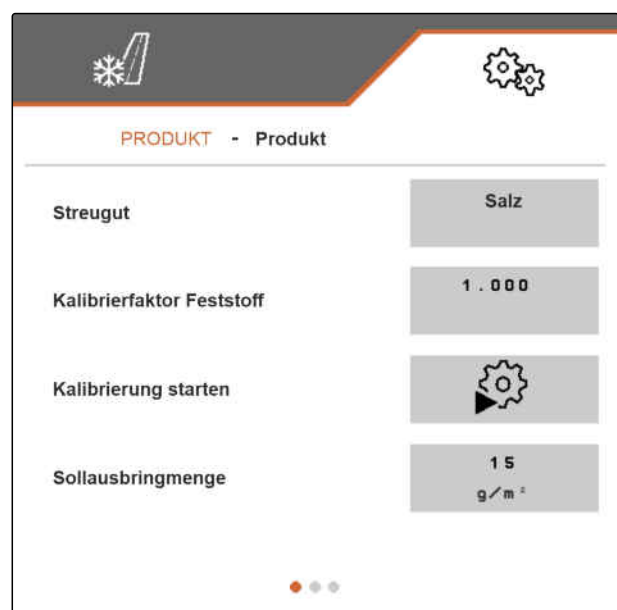 PRODUKT - Produkt
Streugut
Salz
Kalibrierfaktor Feststoff
1.000
Kalibrierung starten
Sollausbringmenge
15
g/m²